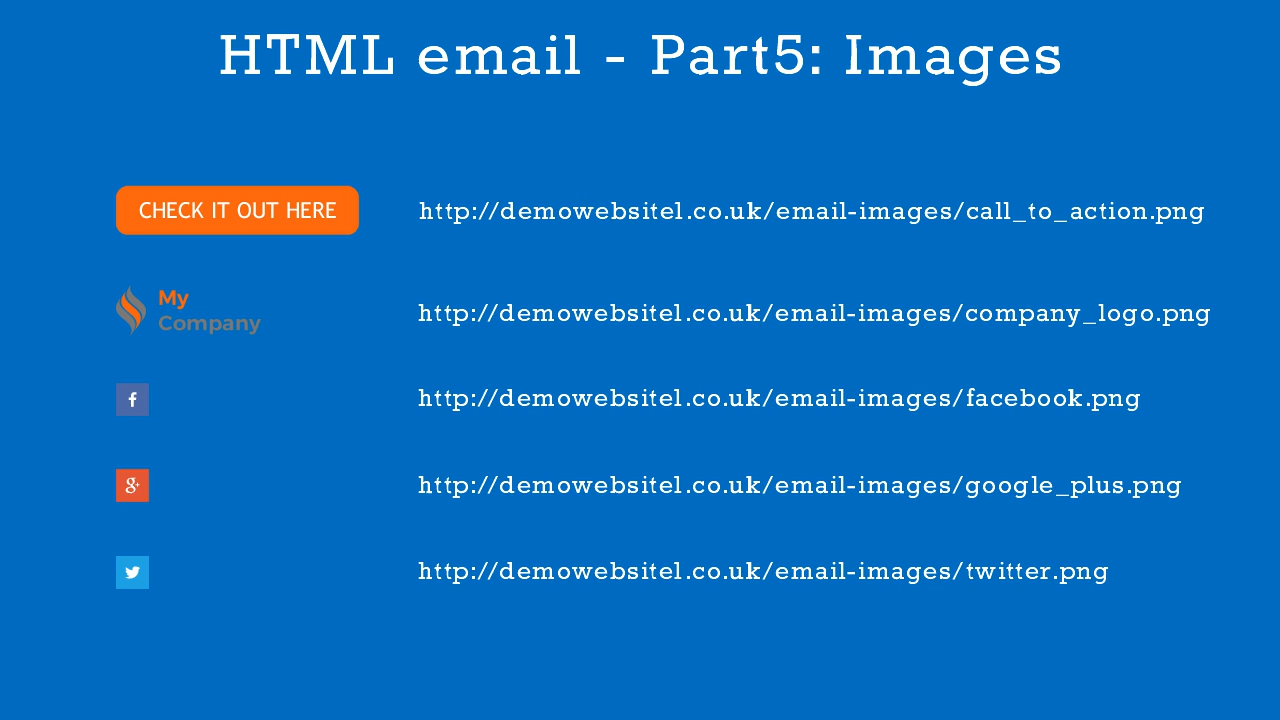 HTML email - Part5: Images
CHECK IT OUT HERE
http://demowebsitel.co.uk/email-images/call_to_action.png
My
Company
http://demowebsitel.co.uk/email-images/company_logo.png
f
http://demowebsitel.co.uk/email-images/facebook.png
g+
http://demowebsitel.co.uk/email-images/google_plus.png
http://demowebsitel.co.uk/email-images/twitter.png